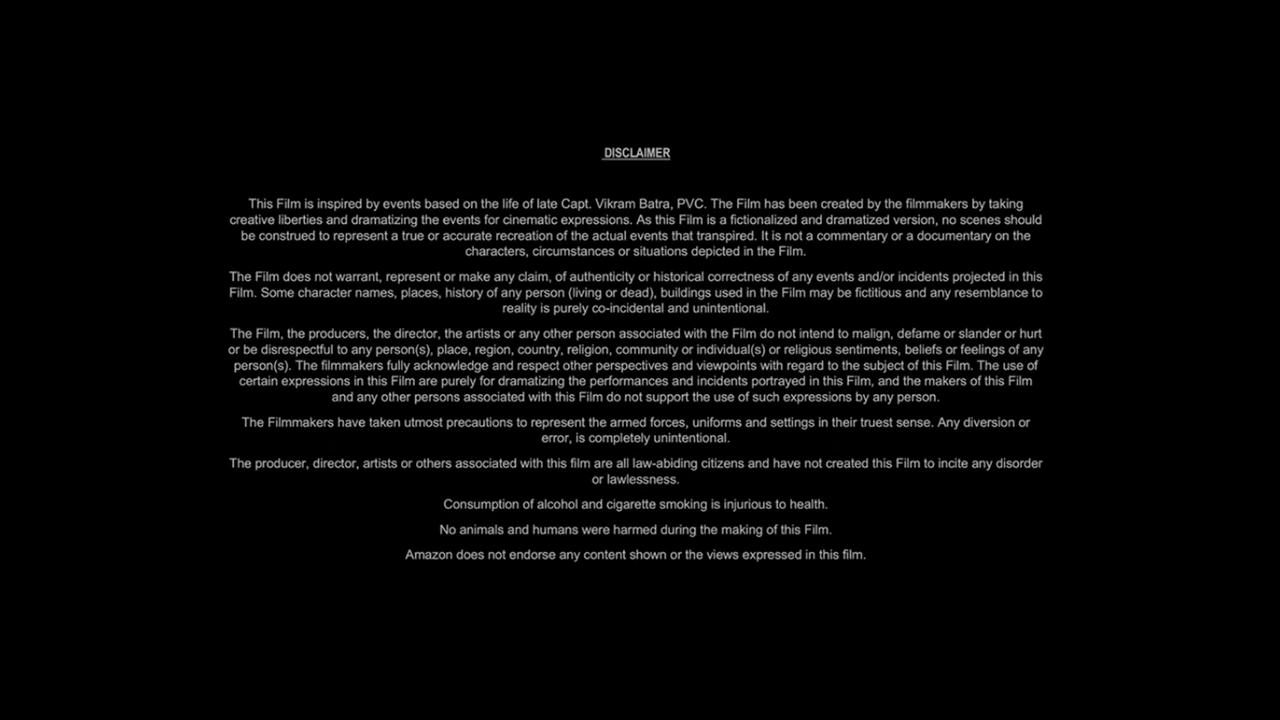 DISCLAIMER
This Film is inspired by events based on the life of late Capt. Vikram Batra, PVC. The Film has been created by the filmmakers by taking
creative liberties and dramatizing the events for cinematic expressions. As this Film is a fictionalized and dramatized version, no scenes should
be construed to represent a true or accurate recreation of the actual events that transpired. It is not a commentary or a documentary on the
characters, circumstances or situations depicted in the Film.
The Film does not warrant, represent or make any claim, of authenticity or historical correctness of any events and/or incidents projected in this
Film. Some character names, places, history of any person (living or dead), buildings used in the Film may be fictitious and any resemblance to
reality is purely co-incidental and unintentional.
The Film, the producers, the director, the artists or any other person associated with the Film do not intend to malign, defame or slander or hurt
or be disrespectful to any person(s), place, region, country, religion, community or individual(s) or religious sentiments, beliefs or feelings of any
person(s). The filmmakers fully acknowledge and respect other perspectives and viewpoints with regard to the subject of this Film. The use of
certain expressions in this Film are purely for dramatizing the performances and incidents portrayed in this Film, and the makers of this Film
and any other persons associated with this Film do not support the use of such expressions by any person.
The Filmmakers have taken utmost precautions to represent the armed forces, uniforms and settings in their truest sense. Any diversion or
error, is completely unintentional.
The producer, director, artists or others associated with this film are all law-abiding citizens and have not created this Film to incite any disorder
or lawlessness.
Consumption of alcohol and cigarette smoking is injurious to health.
No animals and humans were harmed during the making of this Film.
Amazon does not endorse any content shown or the views expressed in this film.